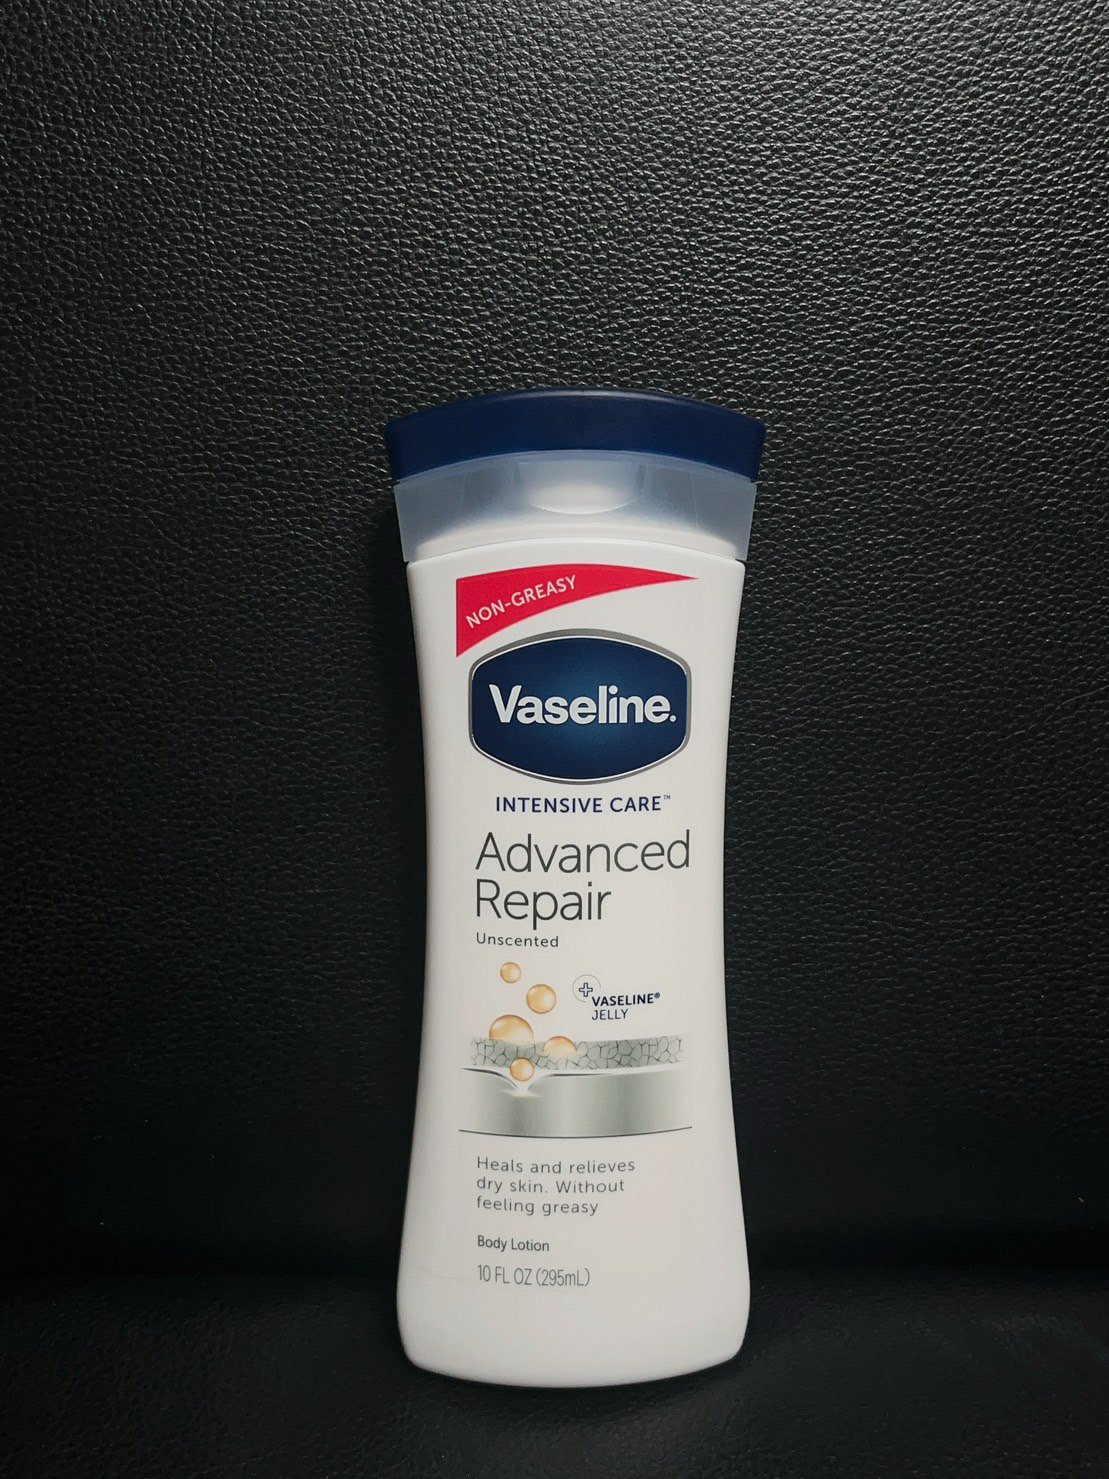 NON-GREASY
Vaseline.
INTENSIVE CARE™
Advanced
Repair
Unscented
VASELINE®
JELLY
Heals and relieves
dry skin. Without
feeling greasy
Body Lotion
10 FL OZ (295mL)